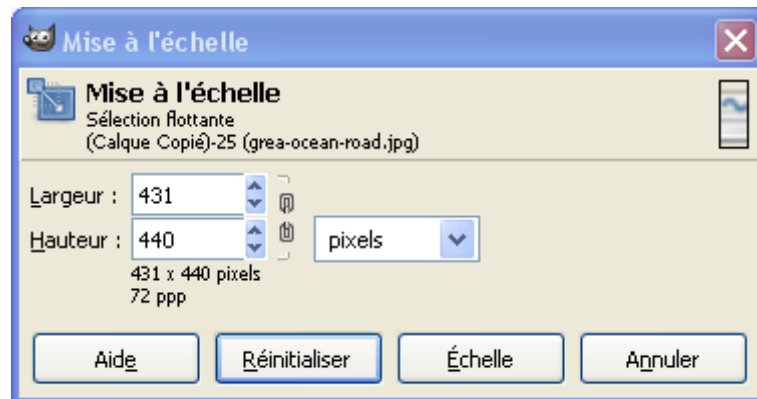 Mise à l'échelle
Mise à l'échelle
Sélection flottante
(Calque Copié)-25 (grea-ocean-road.jpg)
Largeur : 431
Hauteur : 440 pixels
431 x 440 pixels
72 ppp
Aide Réinitialiser Échelle Annuler